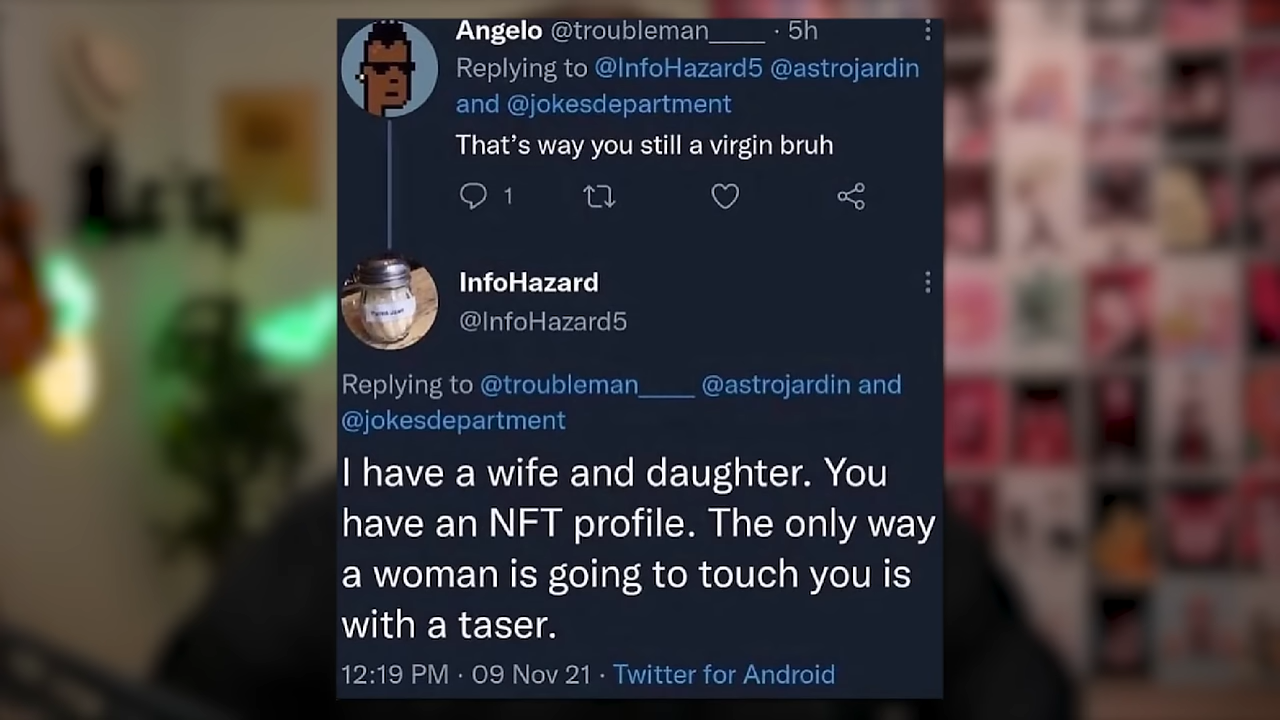 Angelo @troubleman____ · 5h
Replying to @InfoHazard5 @astrojardin
and @jokesdepartment
That's way you still a virgin bruh
1
InfoHazard
@InfoHazard5
Replying to @troubleman____ @astrojardin and
@jokesdepartment
I have a wife and daughter. You
have an NFT profile. The only way
a woman is going to touch you is
with a taser.
12:19 PM · 09 Nov 21 · Twitter for Android